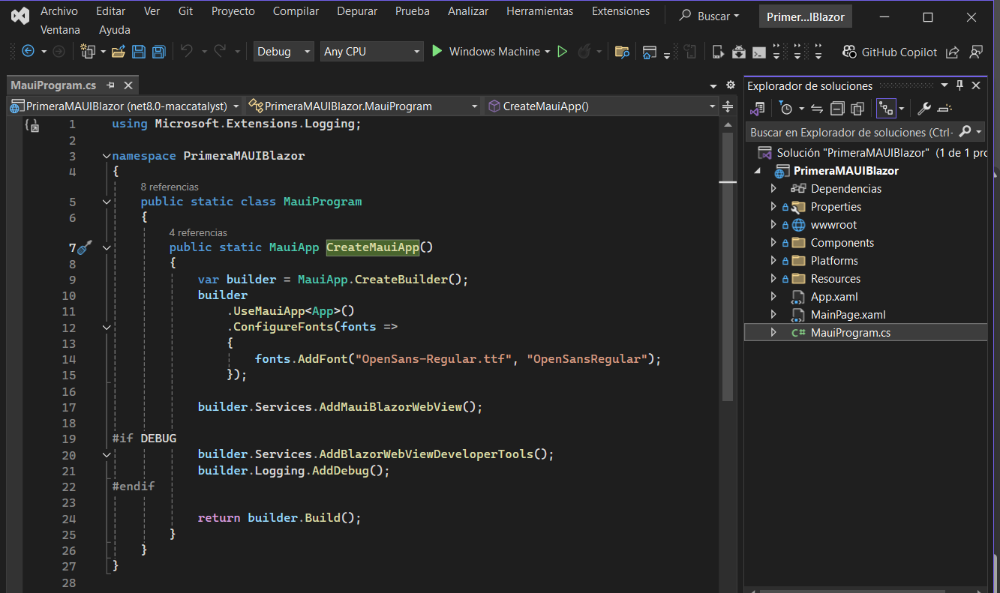 Archivo Editar Ver Git Proyecto Compilar Depurar Prueba Analizar Herramientas Extensiones Buscar Primer...lBlazor
Ventana Ayuda
Debug Any CPU Windows Machine GitHub Copilot
MauiProgram.cs
PrimeraMAUIBlazor (net8.0-maccatalyst) PrimeraMAUIBlazor.MauiProgram CreateMauiApp()
1 using Microsoft.Extensions.Logging;
2
3 namespace PrimeraMAUIBlazor
4 {
8 referencias
5 public static class MauiProgram
6 {
4 referencias
7 public static MauiApp CreateMauiApp()
8 {
9 var builder = MauiApp.CreateBuilder();
10 builder
11 .UseMauiApp<App>()
12 .ConfigureFonts(fonts =>
13 {
14 fonts.AddFont("OpenSans-Regular.ttf", "OpenSansRegular");
15 });
16
17 builder.Services.AddMauiBlazorWebView();
18
19 #if DEBUG
20 builder.Services.AddBlazorWebViewDeveloperTools();
21 builder.Logging.AddDebug();
22 #endif
23
24 return builder.Build();
25 }
26 }
27 }
28
Explorador de soluciones
Buscar en Explorador de soluciones (Ctrl-
Solución "PrimeraMAUIBlazor" (1 de 1 pro
PrimeraMAUIBlazor
Dependencias
Properties
wwwroot
Components
Platforms
Resources
App.xaml
MainPage.xaml
C# MauiProgram.cs